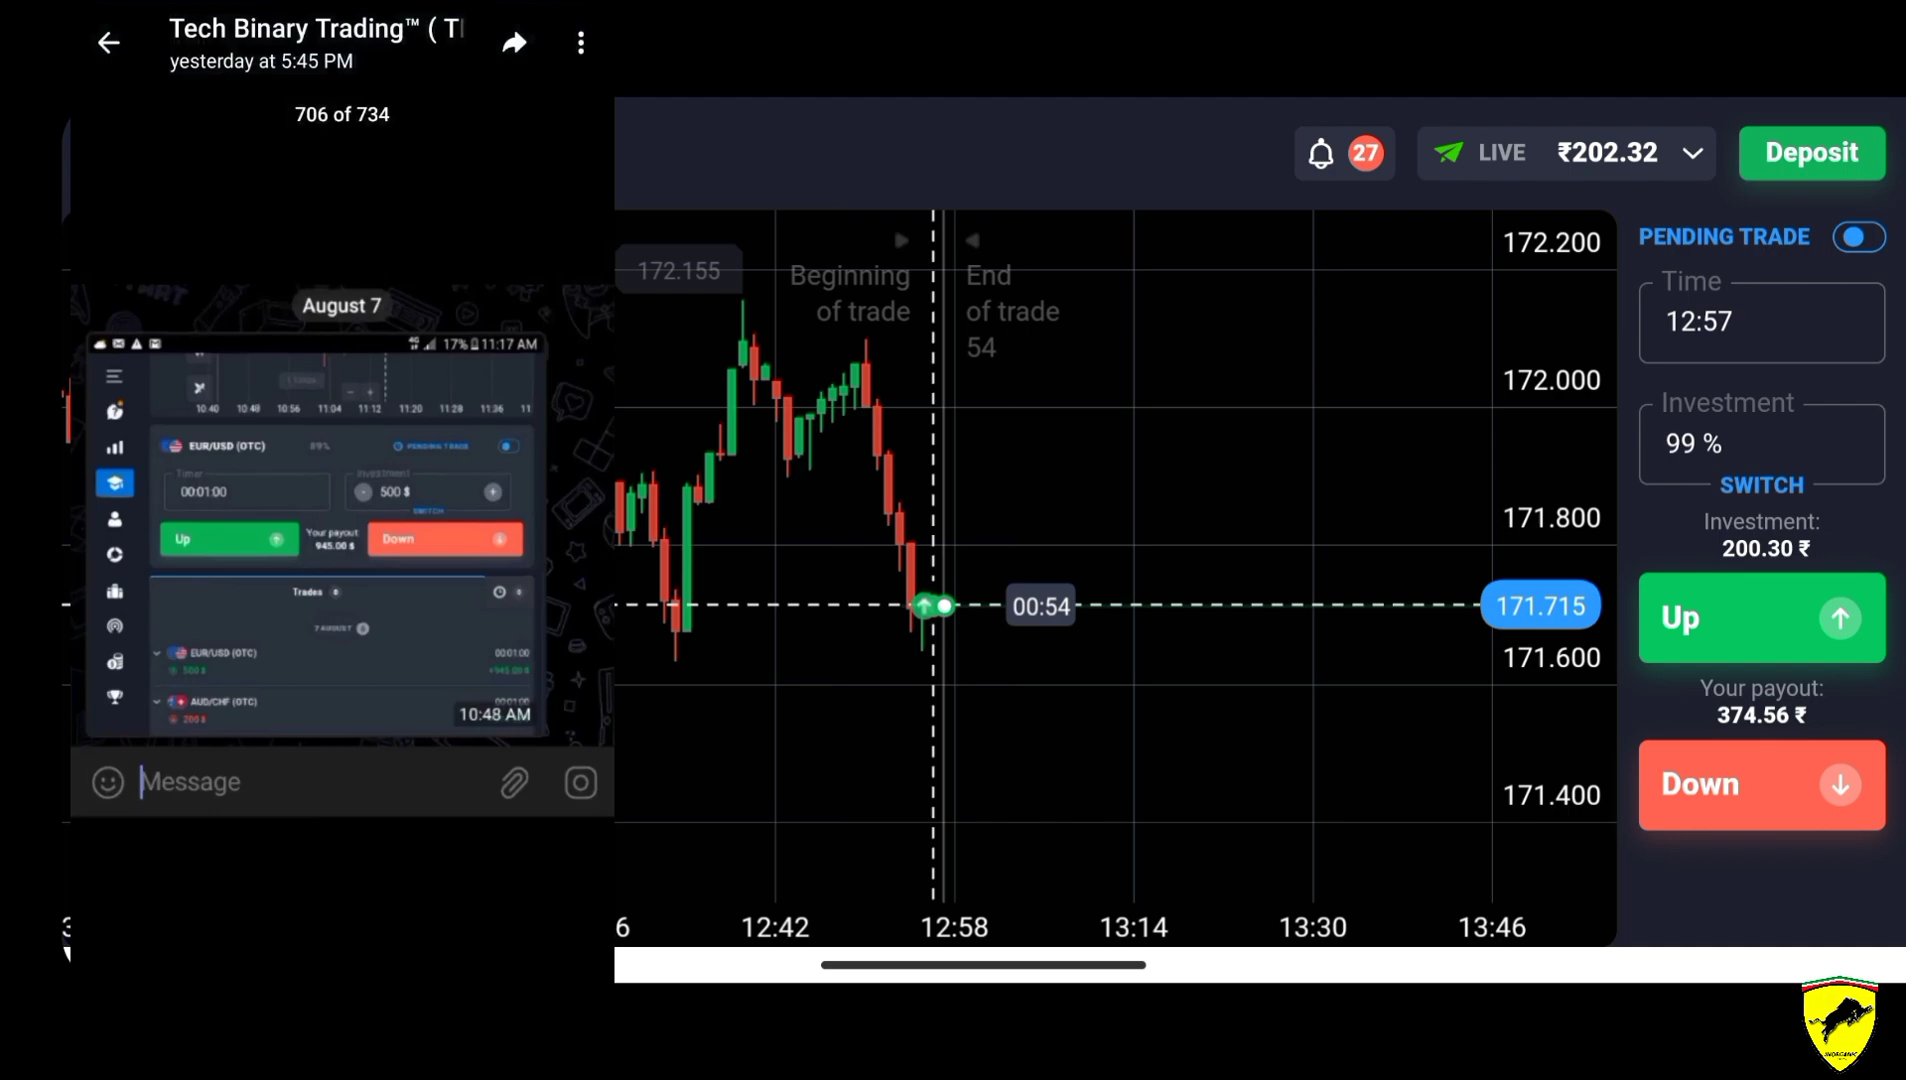 Tech Binary Trading™ ( T
yesterday at 5:45 PM
706 of 734
August 7
4G 17% 11:17 AM
10:40 10:48 10:56 11:04 11:12 11:20 11:28 11:36 11
EUR/USD (OTC) 89% PENDING TRADE
Timer
00:01:00
Investment
- 500 $ +
SWITCH
Up
Your payout:
945.00 $
Down
Trades
7 AUGUST
EUR/USD (OTC) 00:01:00
500 $ +945.00 $
AUD/CHF (OTC) 00:01:00
200 $
10:48 AM
Message
27
LIVE ₹202.32
Deposit
172.155
Beginning
of trade
End
of trade
54
172.200
172.000
171.800
171.715
171.600
171.400
00:54
6 12:42 12:58 13:14 13:30 13:46
PENDING TRADE
Time
12:57
Investment
99 %
SWITCH
Investment:
200.30 ₹
Up
Your payout:
374.56 ₹
Down